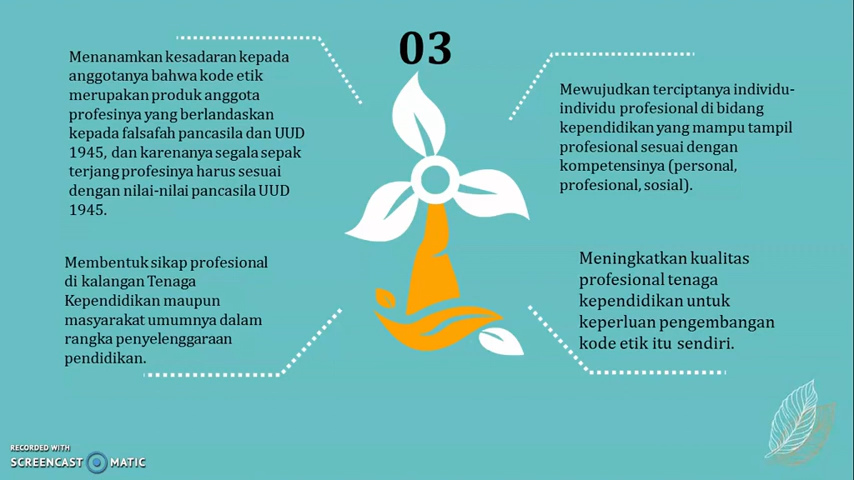 03
Menanamkan kesadaran kepada
anggotanya bahwa kode etik
merupakan produk anggota
profesinya yang berlandaskan
kepada falsafah pancasila dan UUD
1945, dan karenanya segala sepak
terjang profesinya harus sesuai
dengan nilai-nilai pancasila UUD
1945.
Mewujudkan terciptanya individu-
individu profesional di bidang
kependidikan yang mampu tampil
profesional sesuai dengan
kompetensinya (personal,
profesional, sosial).
Membentuk sikap profesional
di kalangan Tenaga
Kependidikan maupun
masyarakat umumnya dalam
rangka penyelenggaraan
pendidikan.
Meningkatkan kualitas
profesional tenaga
kependidikan untuk
keperluan pengembangan
kode etik itu sendiri.
RECORDED WITH
SCREENCAST MATIC